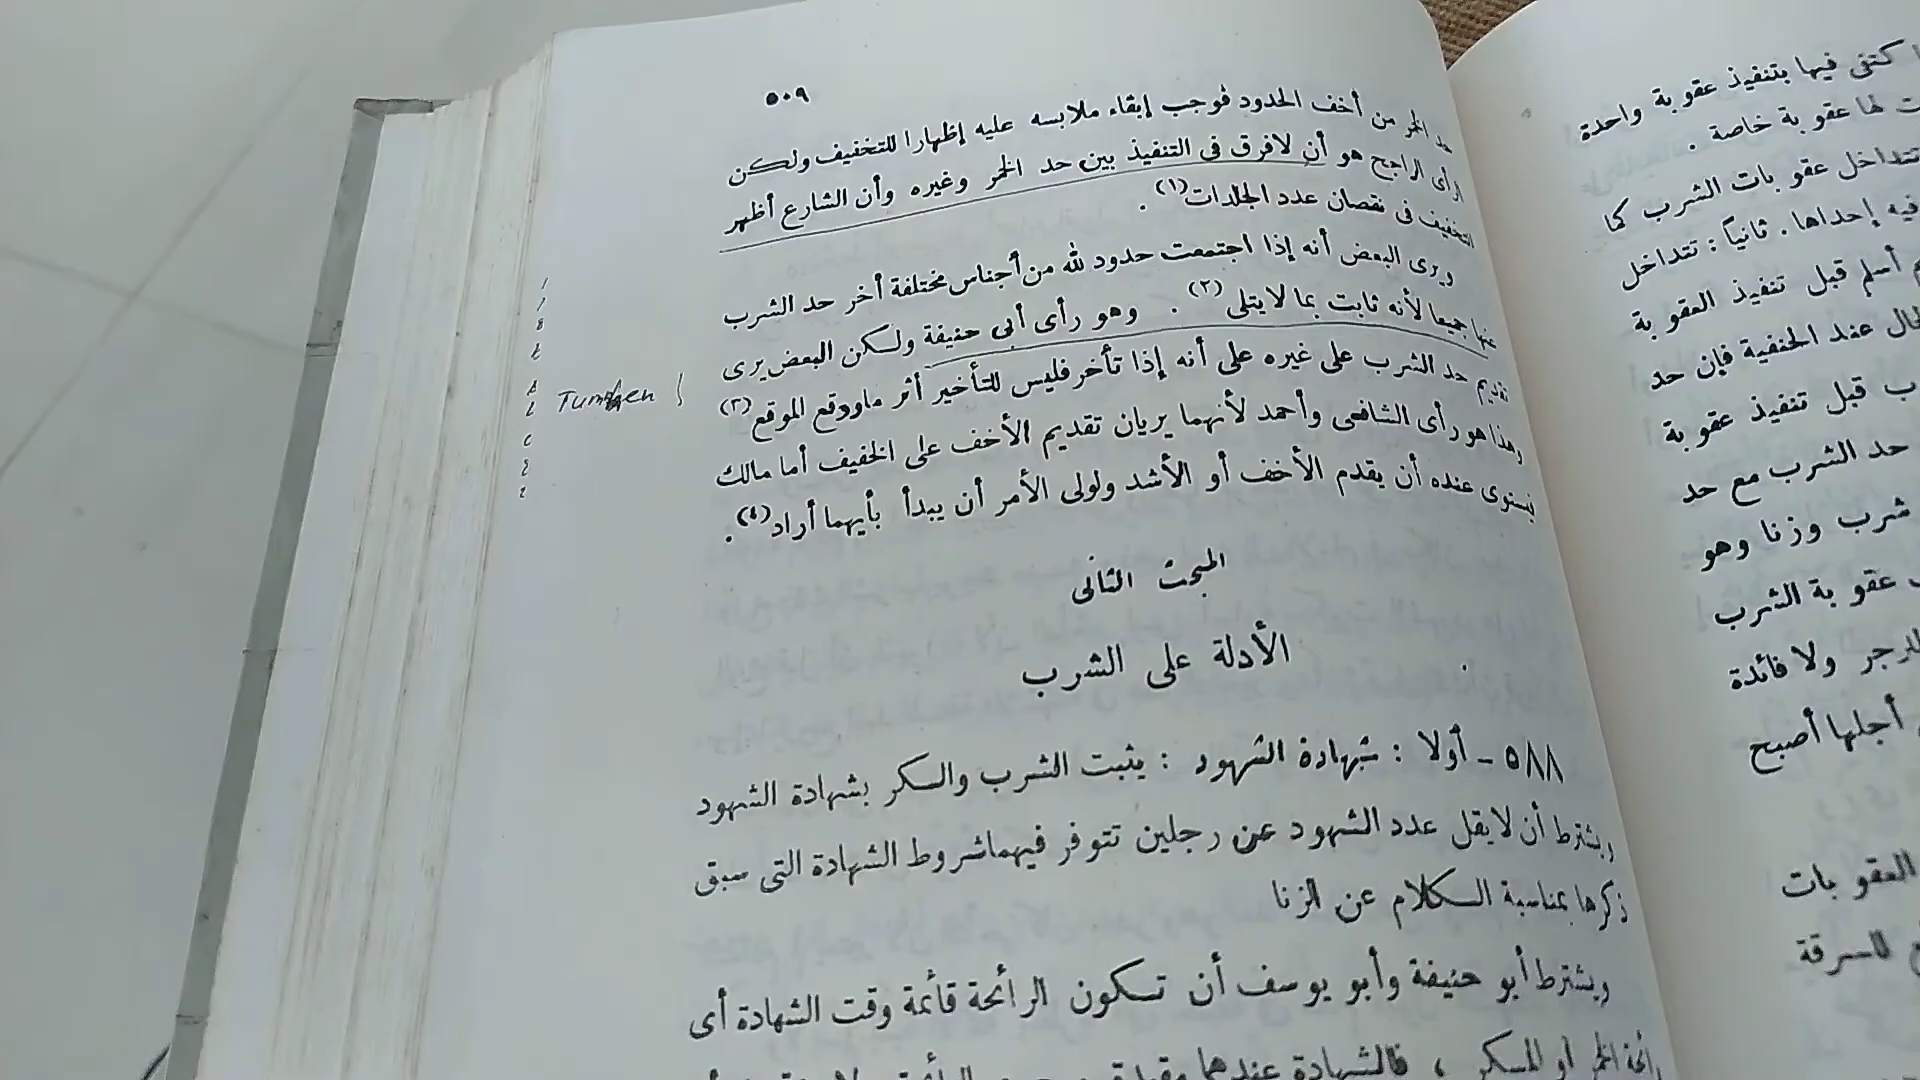 ٥٠٩
حد الخمر من أخف الحدود فوجب إبقاء ملابسه عليه إظهارا للتخفيف ولكن
الرأى الراجح هو أن لافرق فى التنفيذ بين حد الخمر وغيره وأن الشارع أظهر
التخفيف فى نقصان عدد الجلدات(١) .
ويرى البعض أنه إذا اجتمعت حدود لله من أجناس مختلفة أخر حد الشرب
عنها جميعا لأنه ثابت بما لايتلى (٢) . وهو رأى أبى حنيفة ولكن البعض يرى
تقديم حد الشرب على غيره على أنه إذا تأخر فليس للتأخير أثر ماووقع الموقع (٣)
وهذا هو رأى الشافعى وأحمد لأنهما يريان تقديم الأخف على الخفيف أما مالك
فيستوى عنده أن يقدم الأخف أو الأشد ولولى الأمر أن يبدأ بأيهما أراد(٤) .
المبحث الثانى
الأدلة على الشرب
٥٨٨ - أولا : شهادة الشهود : يثبت الشرب والسكر بشهادة الشهود
ويشترط أن لايقل عدد الشهود عن رجلين تتوفر فيهماشروط الشهادة التى سبق
ذكرها بمناسبة الكلام عن الزنا
ويشترط أبو حنيفة وأبو يوسف أن تكون الرائحة قائمة وقت الشهادة أى
رائحة الخمر أو المسكر ، فالشهادة عندهما مقيدة
اكتفى فيها بتنفيذ عقوبة واحدة
لها عقوبة خاصة .
تتداخل عقوبات الشرب كما
فيه إحداها . ثانياً : تتداخل
أسلم قبل تنفيذ العقوبة
عند الحنفية فإن حد
قبل تنفيذ عقوبة
حد الشرب مع حد
شرب وزنا وهو
عقوبة الشرب
للزجر ولا فائدة
أجلها أصبح
العقوبات
للسرقة